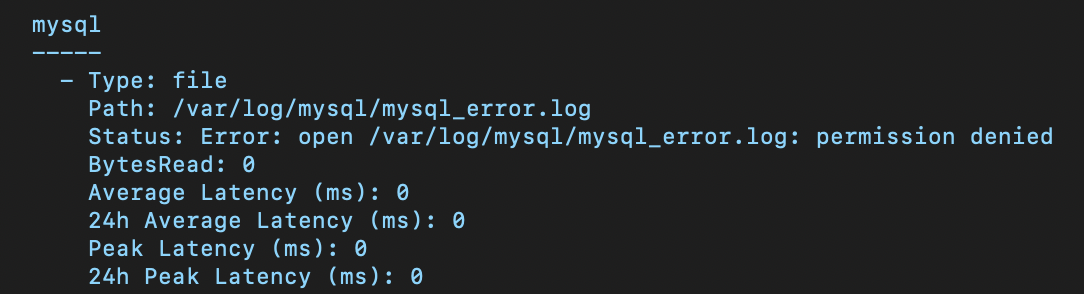 mysql
-----
- Type: file
Path: /var/log/mysql/mysql_error.log
Status: Error: open /var/log/mysql/mysql_error.log: permission denied
BytesRead: 0
Average Latency (ms): 0
24h Average Latency (ms): 0
Peak Latency (ms): 0
24h Peak Latency (ms): 0